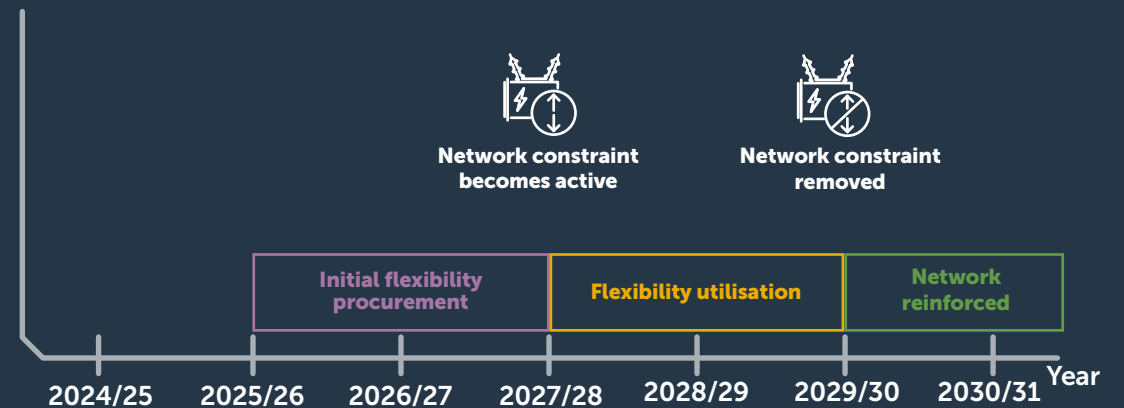 Network constraint
becomes active
Network constraint
removed
Initial flexibility
procurement
Flexibility utilisation
Network
reinforced
2024/25
2025/26
2026/27
2027/28
2028/29
2029/30
2030/31
Year